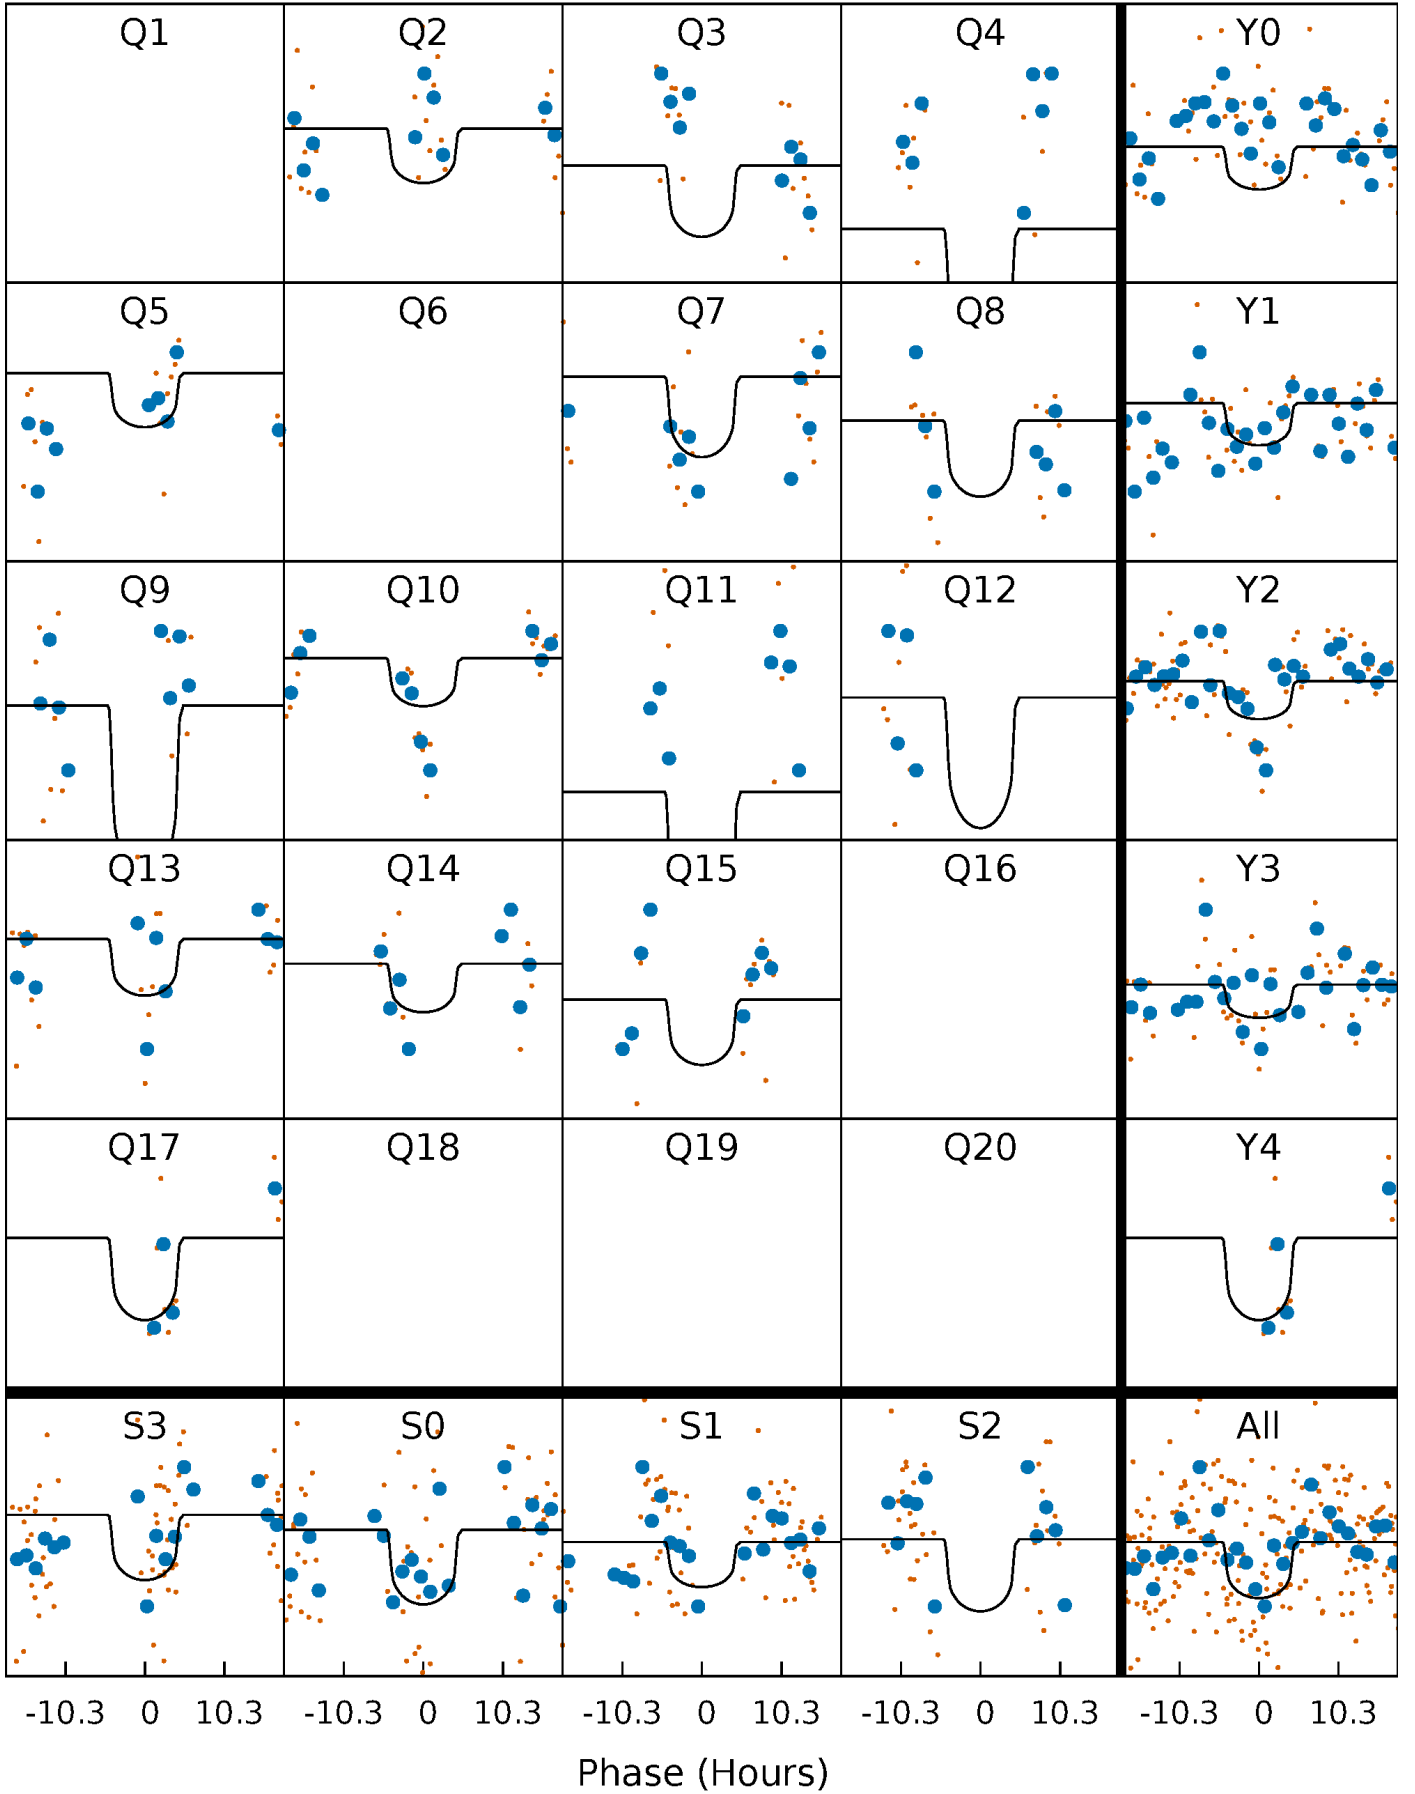 Q1 Q2 Q3 Q4 Y0
Q5 Q6 Q7 Q8 Y1
Q9 Q10 Q11 Q12 Y2
Q13 Q14 Q15 Q16 Y3
Q17 Q18 Q19 Q20 Y4
S3 S0 S1 S2 All
-10.3 0 10.3 -10.3 0 10.3 -10.3 0 10.3 -10.3 0 10.3 -10.3 0 10.3
Phase (Hours)